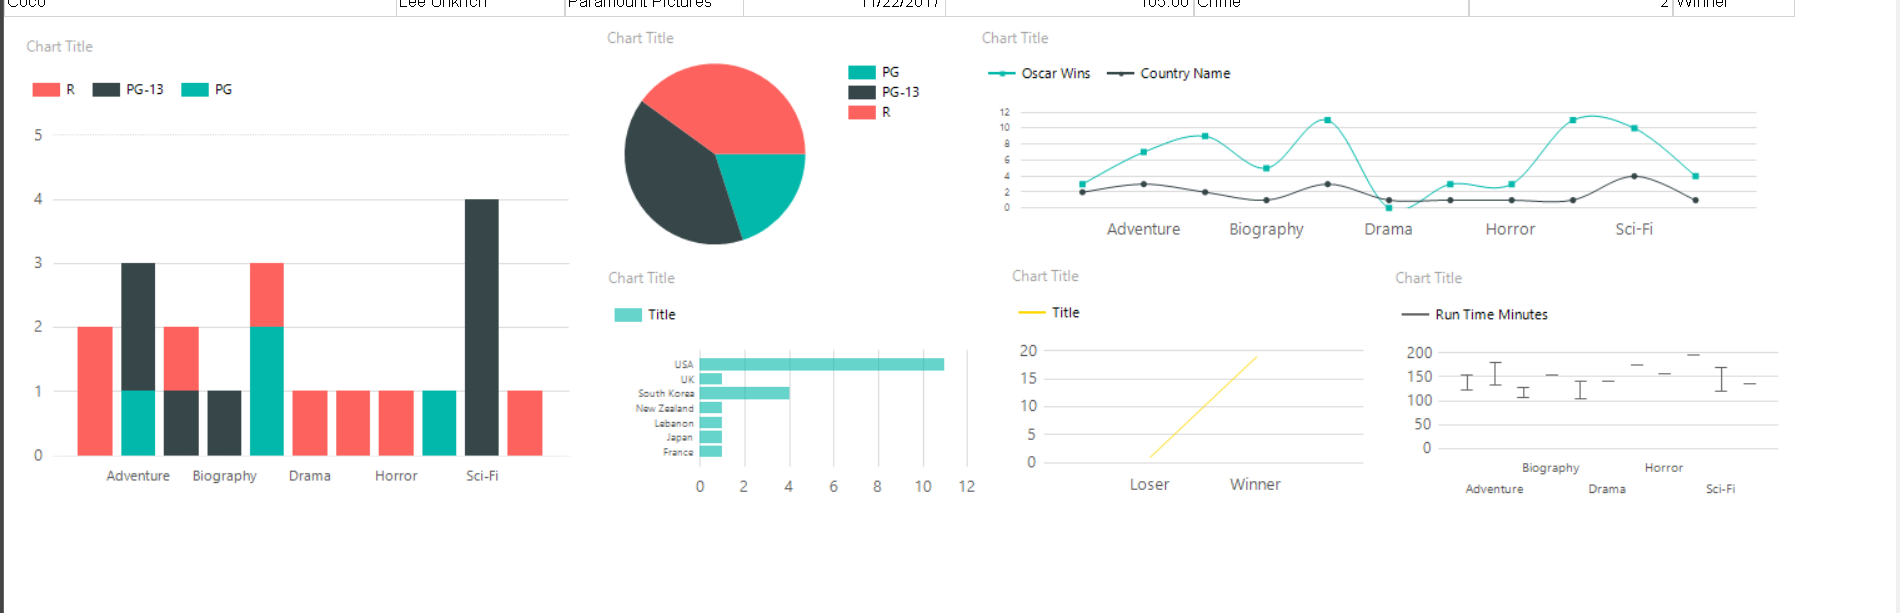 Coco Lee Unkrich Paramount Pictures 11/22/2017 105.00 Crime 2 Winner
Chart Title
R PG-13 PG
5
4
3
2
1
0
Adventure Biography Drama Horror Sci-Fi
Chart Title
PG
PG-13
R
Chart Title
Oscar Wins Country Name
12
10
8
6
4
2
0
Adventure Biography Drama Horror Sci-Fi
Chart Title
Title
USA
UK
South Korea
New Zealand
Lebanon
Japan
France
0 2 4 6 8 10 12
Chart Title
Title
20
15
10
5
0
Loser Winner
Chart Title
Run Time Minutes
200
150
100
50
0
Biography Horror
Adventure Drama Sci-Fi